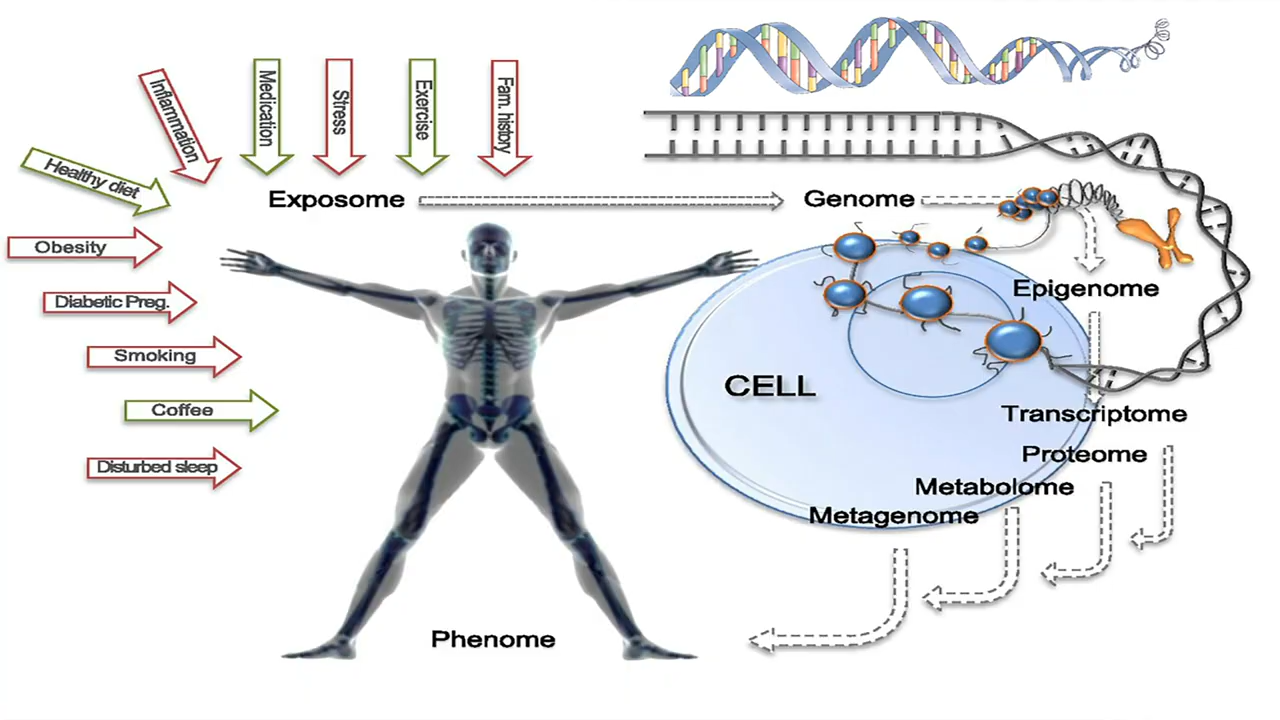 Inflammation
Medication
Stress
Exercise
Fam. history
Healthy diet
Exposome
Genome
Obesity
Epigenome
Diabetic Preg.
Smoking
CELL
Coffee
Transcriptome
Proteome
Disturbed sleep
Metabolome
Metagenome
Phenome